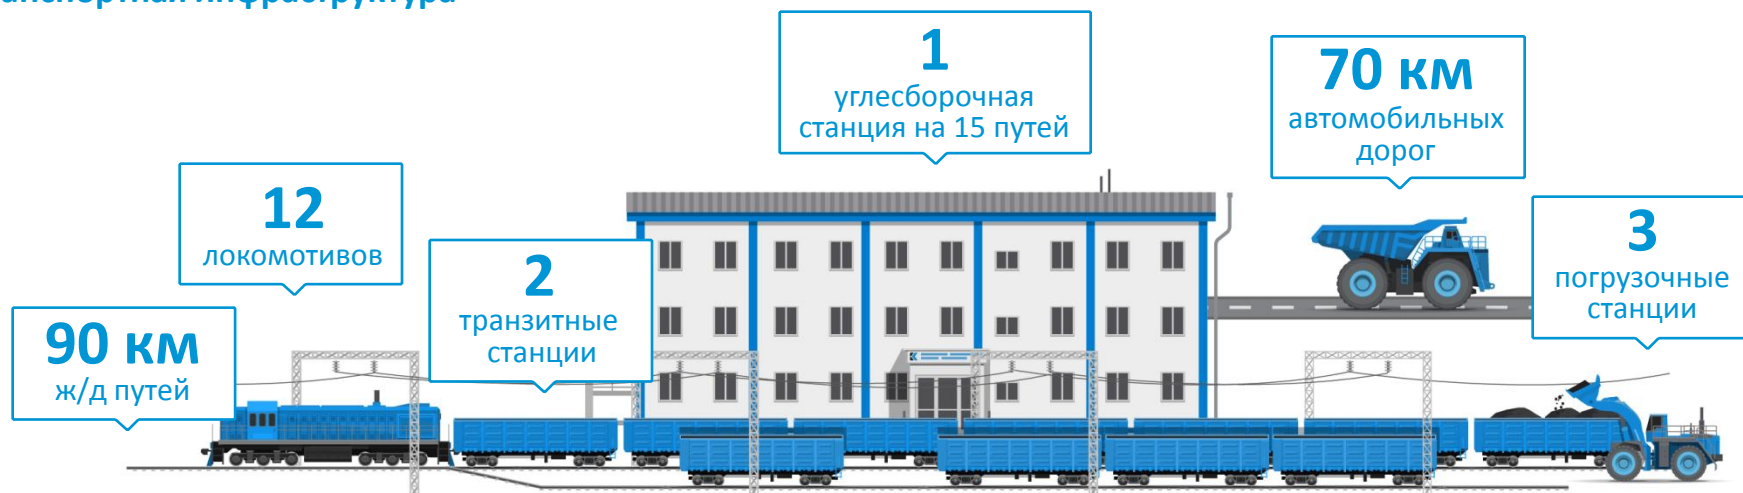 инфраструктура
1
углесборочная
станция на 15 путей
70 км
автомобильных
дорог
12
локомотивов
3
погрузочные
станции
2
транзитные
станции
90 км
ж/д путей